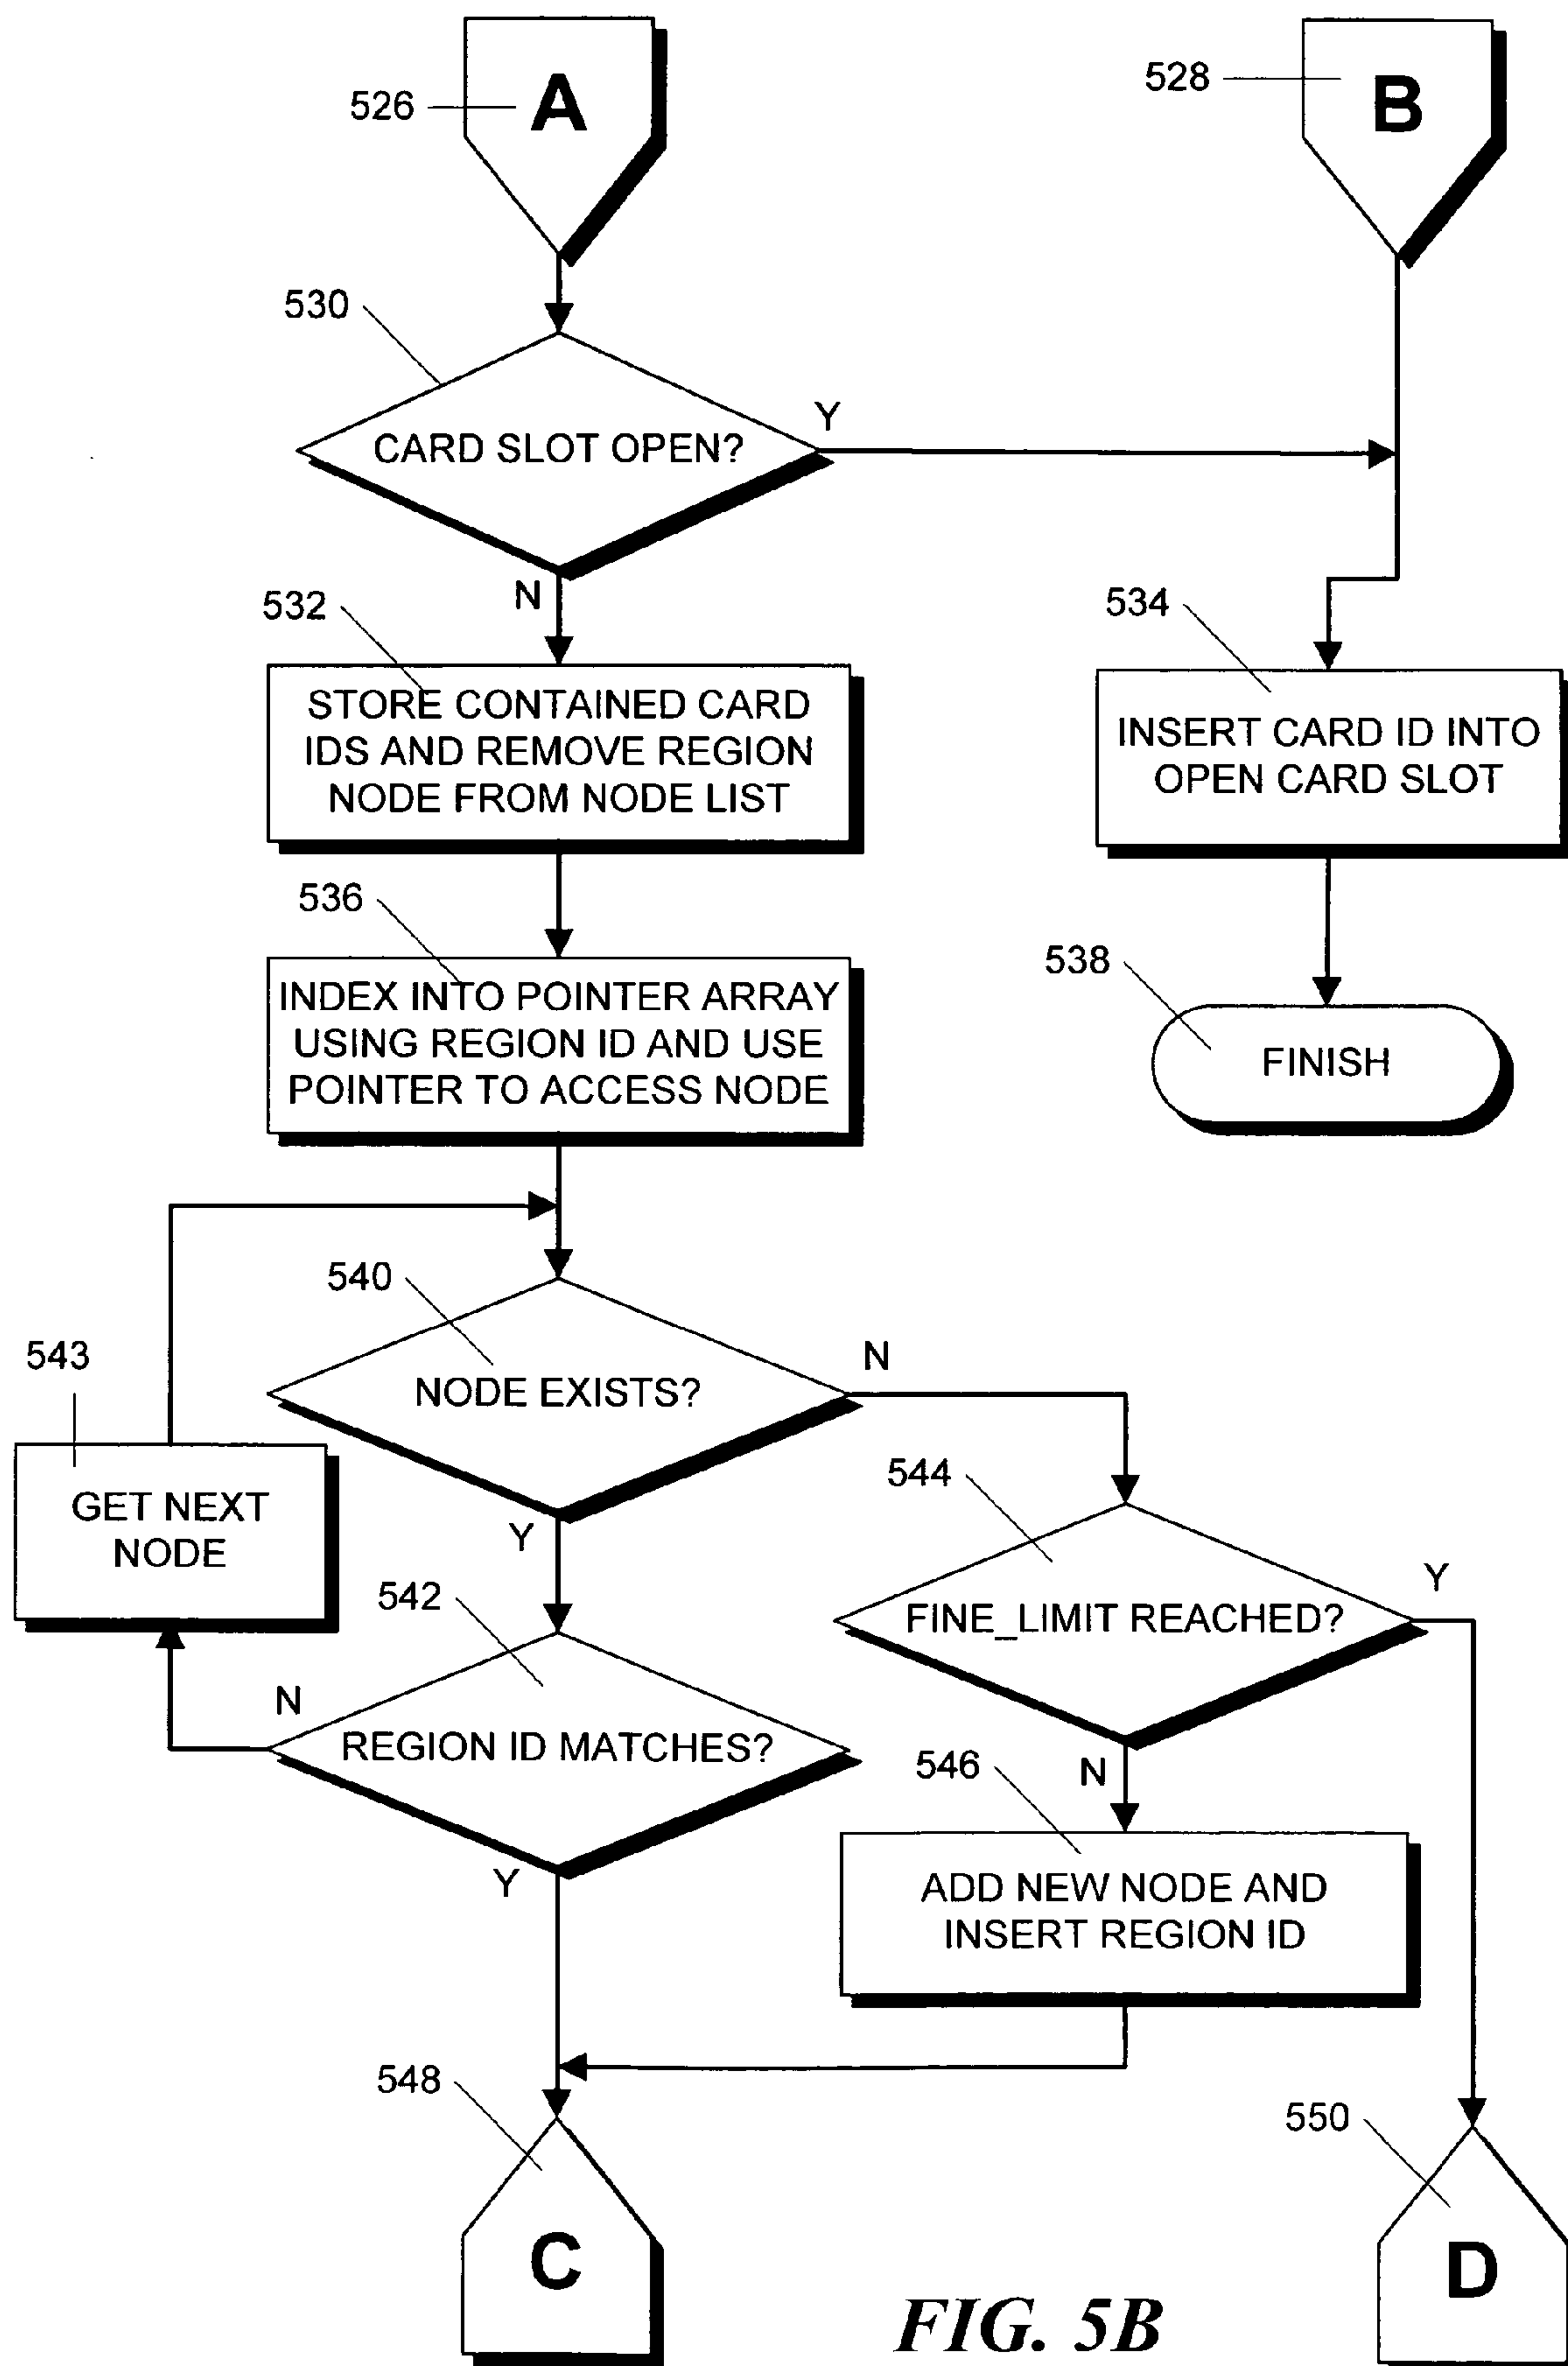 A
526
B
528
530
CARD SLOT OPEN?
Y
N
532
STORE CONTAINED CARD
IDS AND REMOVE REGION
NODE FROM NODE LIST
534
INSERT CARD ID INTO
OPEN CARD SLOT
536
INDEX INTO POINTER ARRAY
USING REGION ID AND USE
POINTER TO ACCESS NODE
538
FINISH
540
NODE EXISTS?
N
Y
543
GET NEXT
NODE
544
FINE_LIMIT REACHED?
Y
N
542
REGION ID MATCHES?
N
Y
546
ADD NEW NODE AND
INSERT REGION ID
548
C
550
D
FIG. 5B